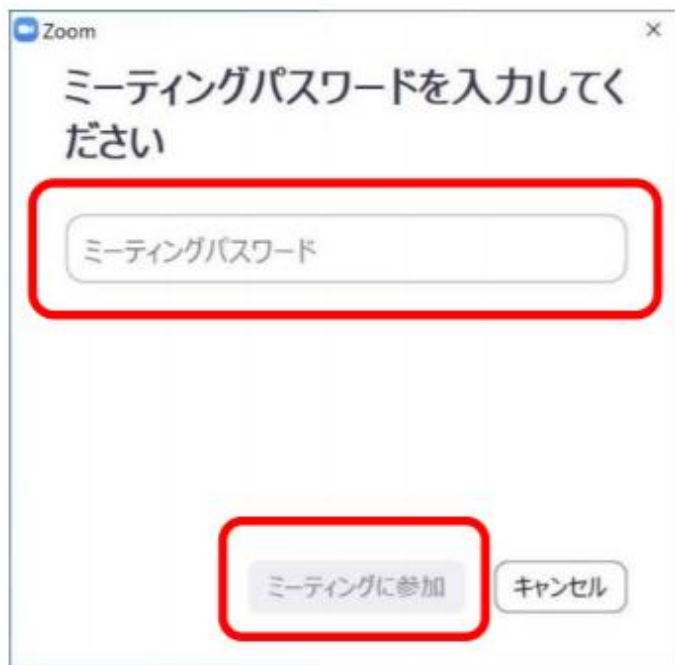 Zoom
ミーティングパスワードを入力してく
ださい
ミーティングパスワード
ミーティングに参加
キャンセル